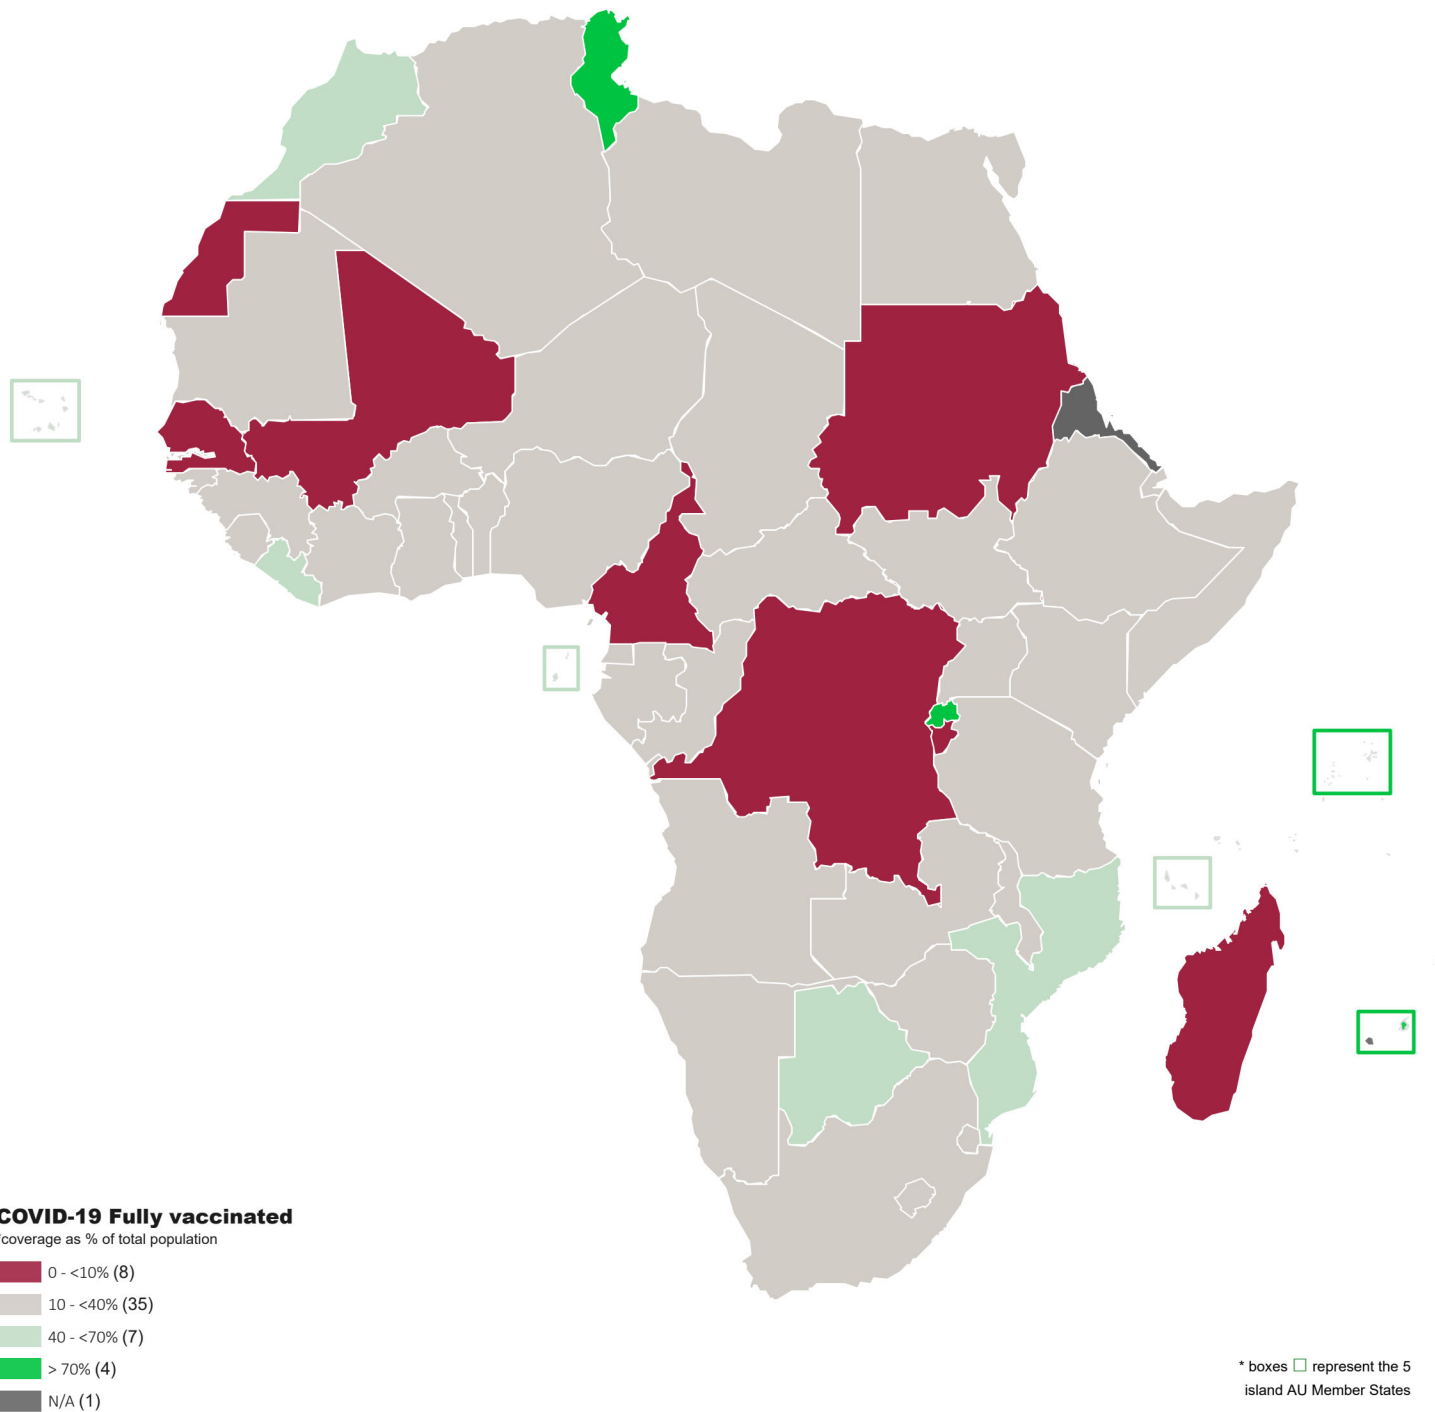 COVID-19 Fully vaccinated
*coverage as % of total population
0 - <10% (8)
10 - <40% (35)
40 - <70% (7)
> 70% (4)
N/A (1)
* boxes represent the 5
island AU Member States